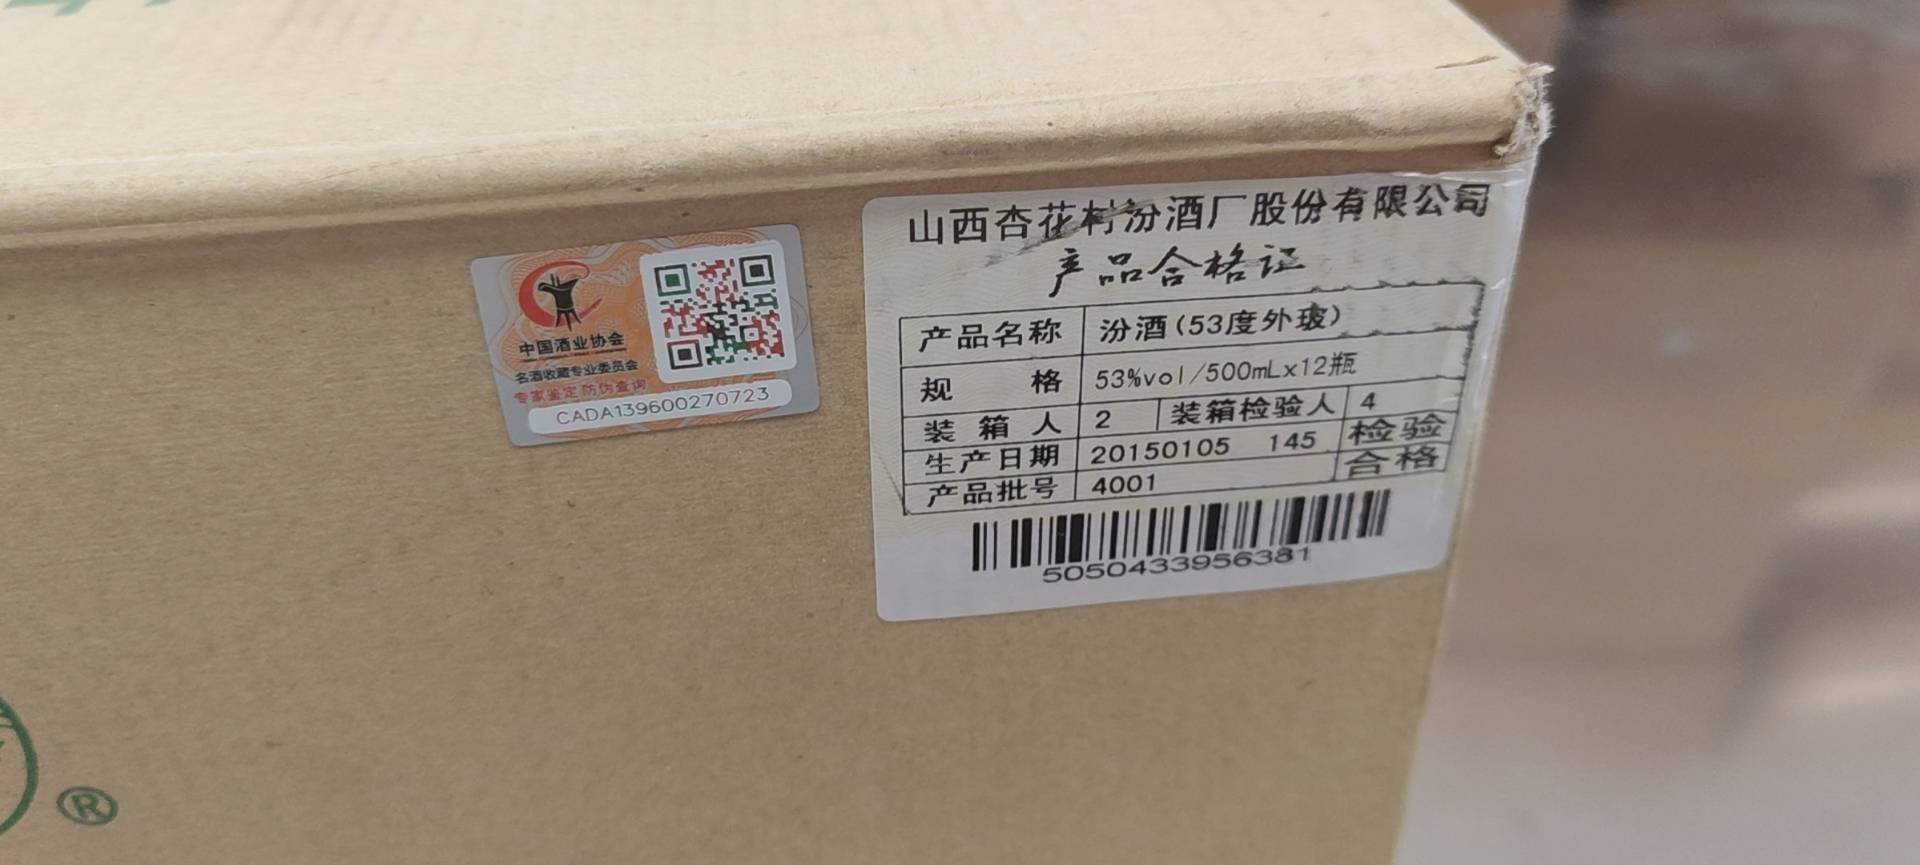 中国酒业协会
名酒收藏专业委员会
专家鉴定 防伪查询
CADA139600270723
山西杏花村汾酒厂股份有限公司
产品合格证
产品名称 汾酒(53度外玻)
规格 53%vol/500mLx12瓶
装箱人 2 装箱检验人 4
生产日期 20150105 145 检验
产品批号 4001 合格
5050433956381
®